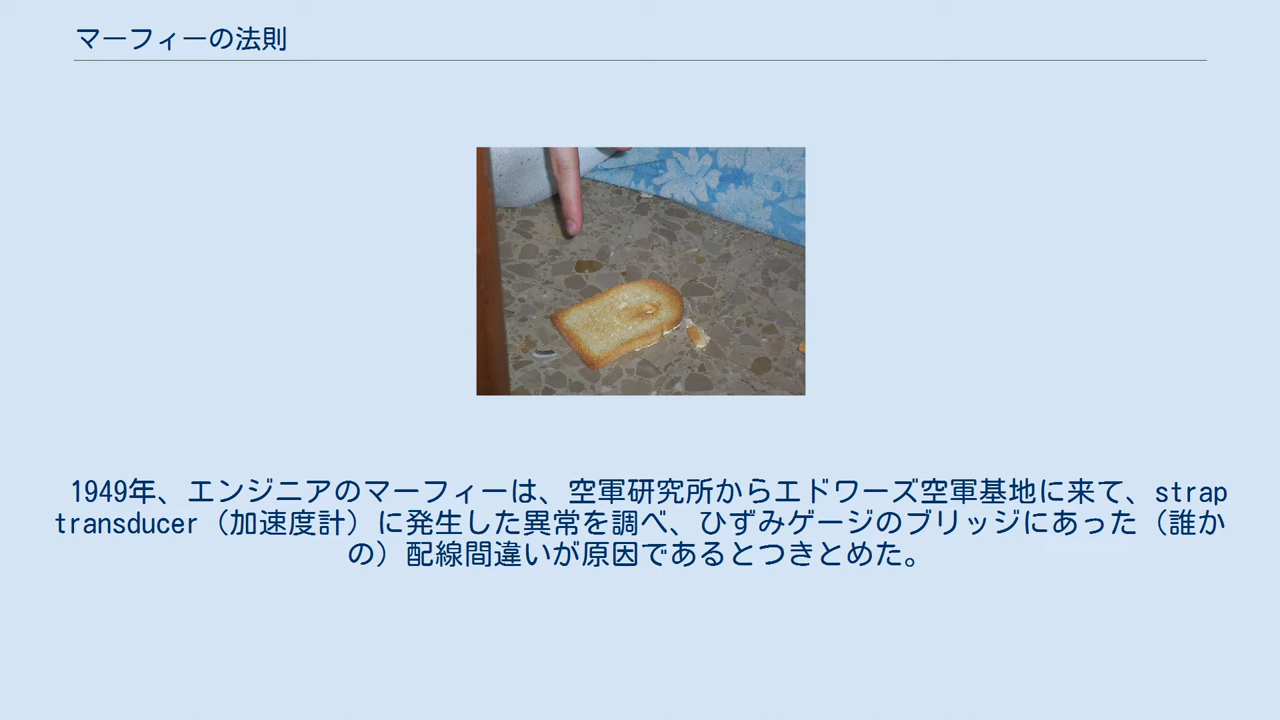 マーフィーの法則
1949年、エンジニアのマーフィーは、空軍研究所からエドワーズ空軍基地に来て、strap
transducer（加速度計）に発生した異常を調べ、ひずみゲージのブリッジにあった（誰か
の）配線間違いが原因であるとつきとめた。